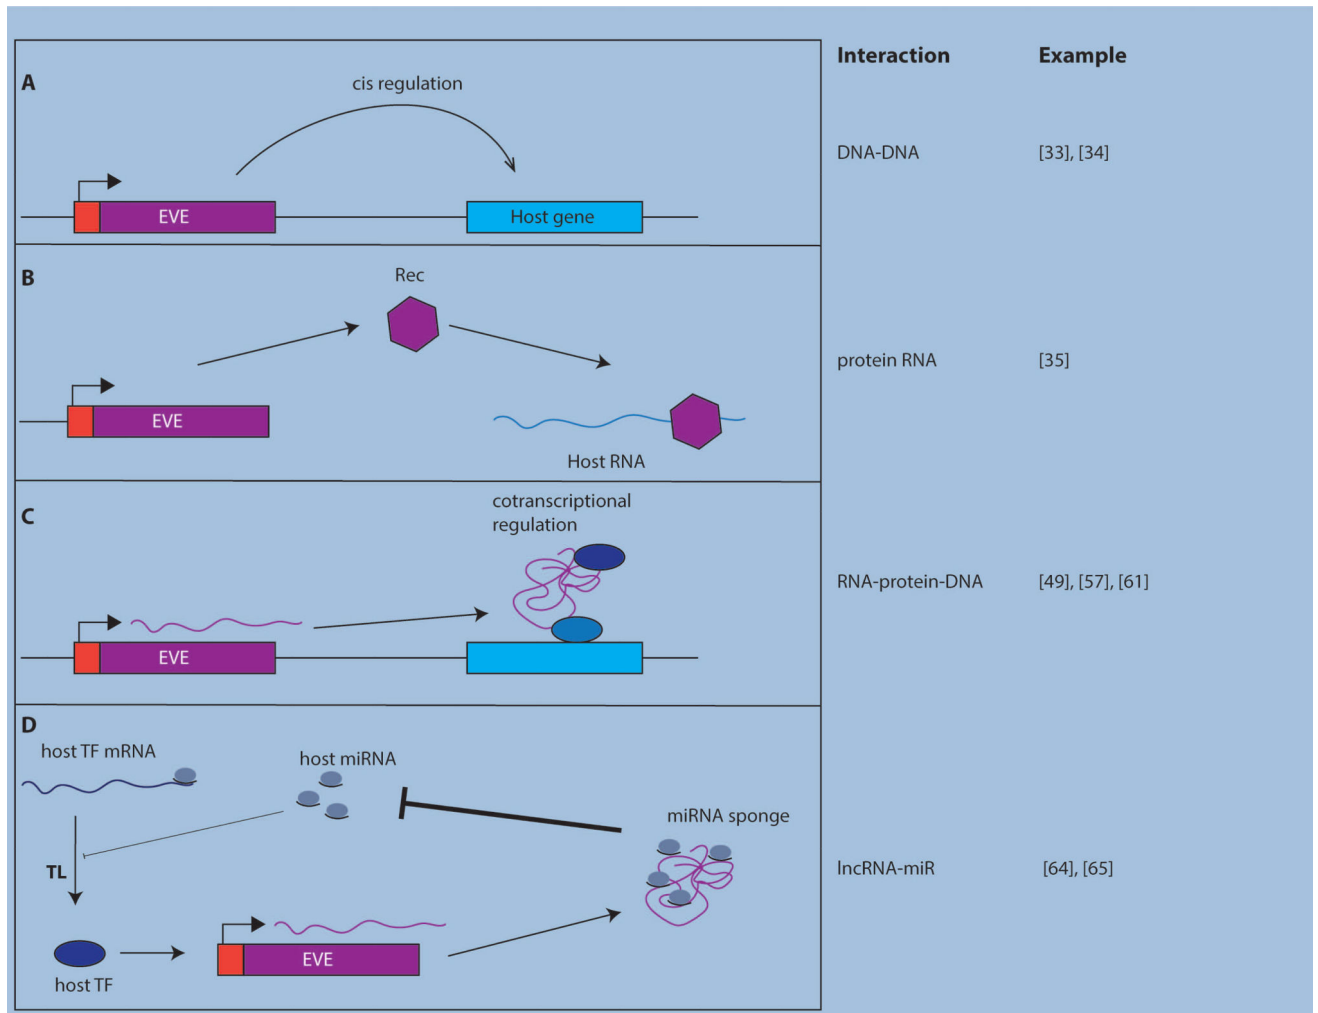 Interaction Example
A
cis regulation
DNA-DNA [33], [34]
EVE Host gene
B
Rec
protein RNA [35]
EVE
Host RNA
C
cotranscriptional
regulation
RNA-protein-DNA [49], [57], [61]
EVE
D
host TF mRNA
host miRNA
miRNA sponge
TL
lncRNA-miR [64], [65]
EVE
host TF